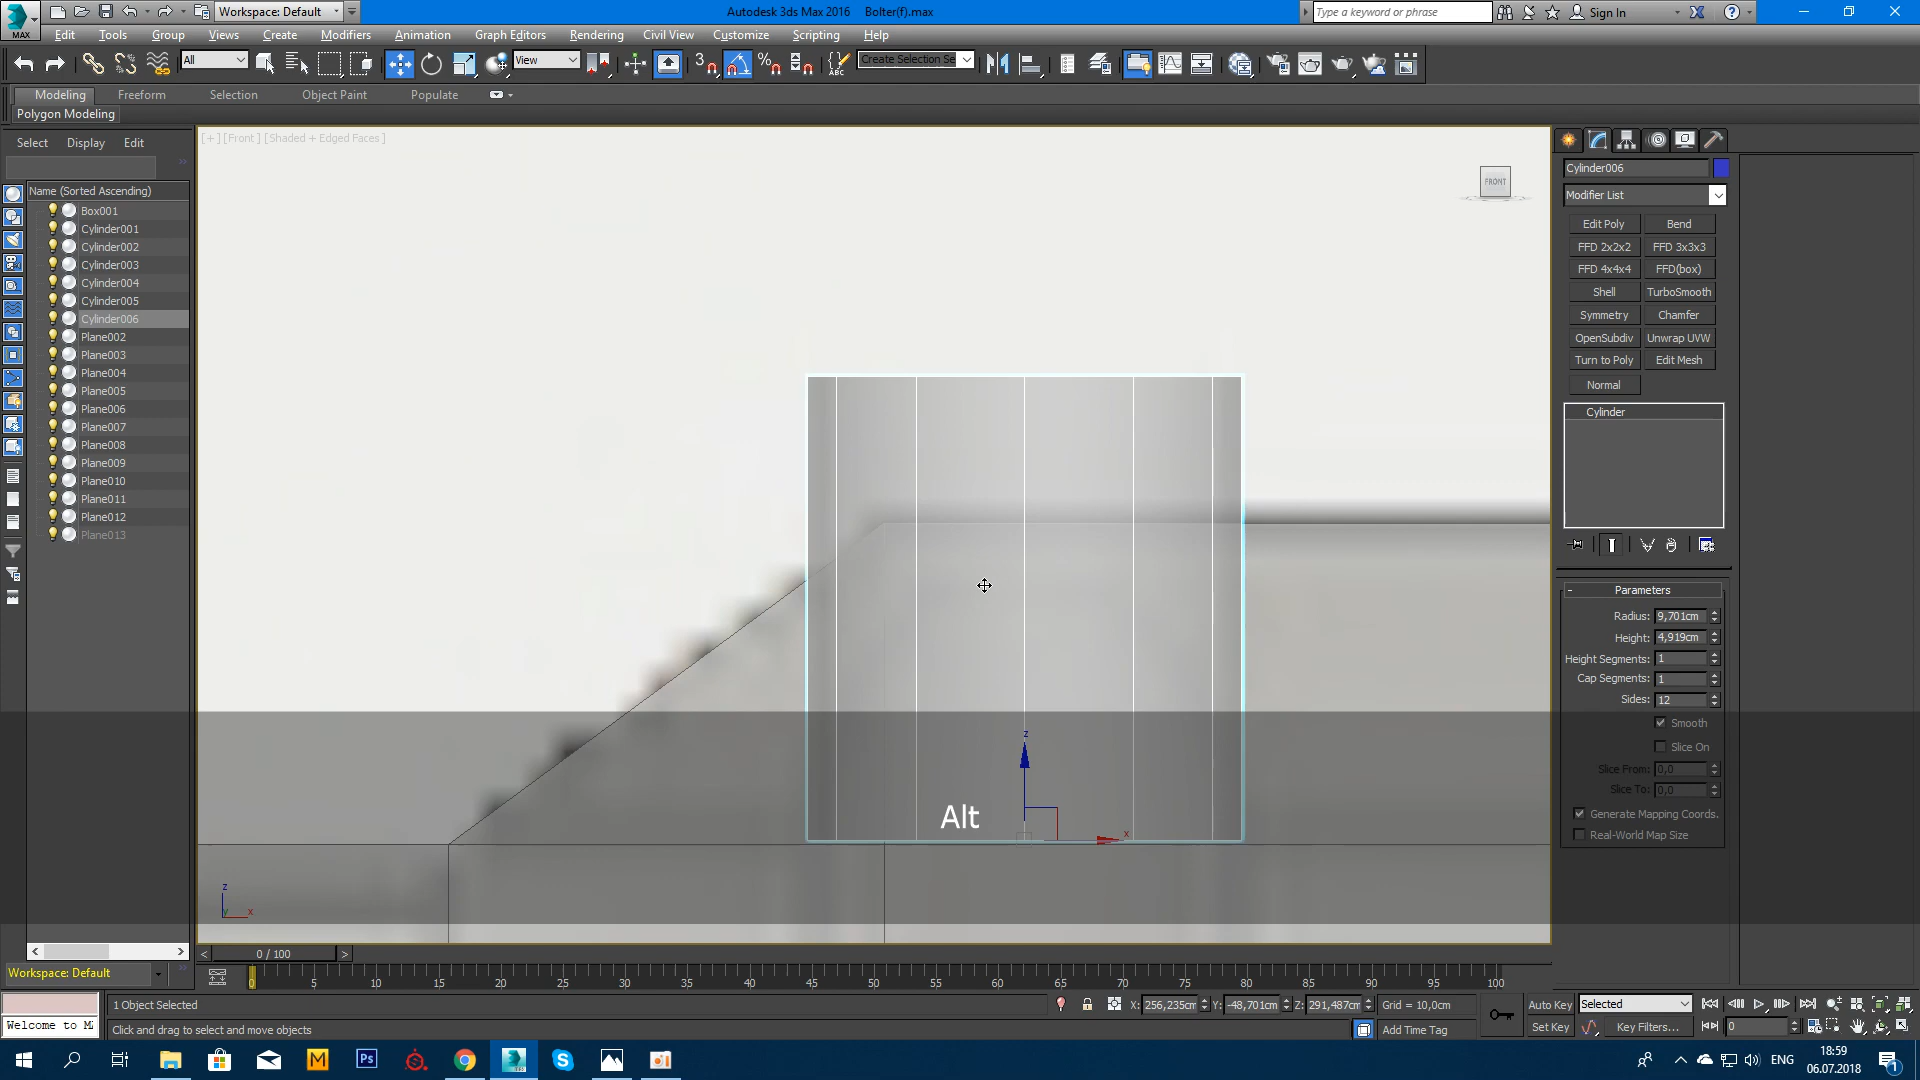 Workspace: Default
Autodesk 3ds Max 2016 Bolter(f).max
Type a keyword or phrase
Sign In
MAX
Edit Tools Group Views Create Modifiers Animation Graph Editors Rendering Civil View Customize Scripting Help
All
View
3
Create Selection Se
Modeling Freeform Selection Object Paint Populate
Polygon Modeling
Select Display Edit
Name (Sorted Ascending)
Box001
Cylinder001
Cylinder002
Cylinder003
Cylinder004
Cylinder005
Cylinder006
Plane002
Plane003
Plane004
Plane005
Plane006
Plane007
Plane008
Plane009
Plane010
Plane011
Plane012
Plane013
[+] [Front ] [Shaded + Edged Faces ]
FRONT
z
x
Alt
z
y
x
Cylinder006
Modifier List
Edit Poly Bend
FFD 2x2x2 FFD 3x3x3
FFD 4x4x4 FFD(box)
Shell TurboSmooth
Symmetry Chamfer
OpenSubdiv Unwrap UVW
Turn to Poly Edit Mesh
Normal
Cylinder
- Parameters
Radius: 9,701cm
Height: 4,919cm
Height Segments: 1
Cap Segments: 1
Sides: 12
Smooth
Slice On
Slice From: 0,0
Slice To: 0,0
Generate Mapping Coords.
Real-World Map Size
< 0 / 100 >
Workspace: Default
0 5 10 15 20 25 30 35 40 45 50 55 60 65 70 75 80 85 90 95 100
1 Object Selected
X: 256,235cm Y: -48,701cm Z: 291,487cm Grid = 10,0cm
Auto Key Selected
Welcome to M
Click and drag to select and move objects
Add Time Tag
Set Key Key Filters... 0
Ps
ENG
18:59
06.07.2018
1